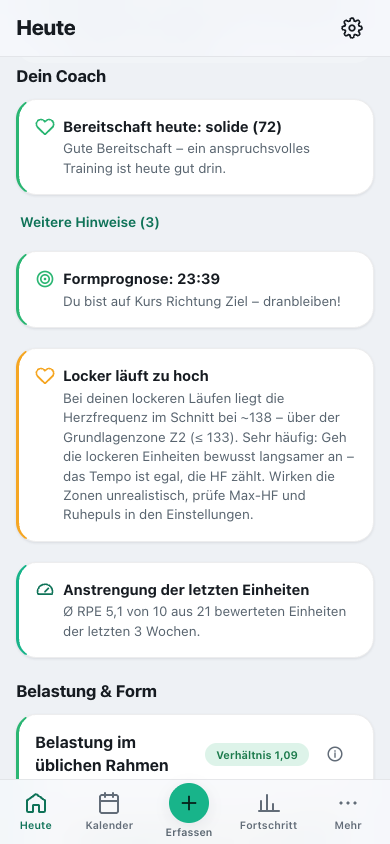 Heute
Dein Coach
Bereitschaft heute: solide (72)
Gute Bereitschaft – ein anspruchsvolles
Training ist heute gut drin.
Weitere Hinweise (3)
Formprognose: 23:39
Du bist auf Kurs Richtung Ziel – dranbleiben!
Locker läuft zu hoch
Bei deinen lockeren Läufen liegt die
Herzfrequenz im Schnitt bei ~138 – über der
Grundlagenzone Z2 (≤ 133). Sehr häufig: Geh
die lockeren Einheiten bewusst langsamer an –
das Tempo ist egal, die HF zählt. Wirken die
Zonen unrealistisch, prüfe Max-HF und
Ruhepuls in den Einstellungen.
Anstrengung der letzten Einheiten
Ø RPE 5,1 von 10 aus 21 bewerteten Einheiten
der letzten 3 Wochen.
Belastung & Form
Belastung im
üblichen Rahmen
Verhältnis 1,09
Heute
Kalender
Erfassen
Fortschritt
Mehr